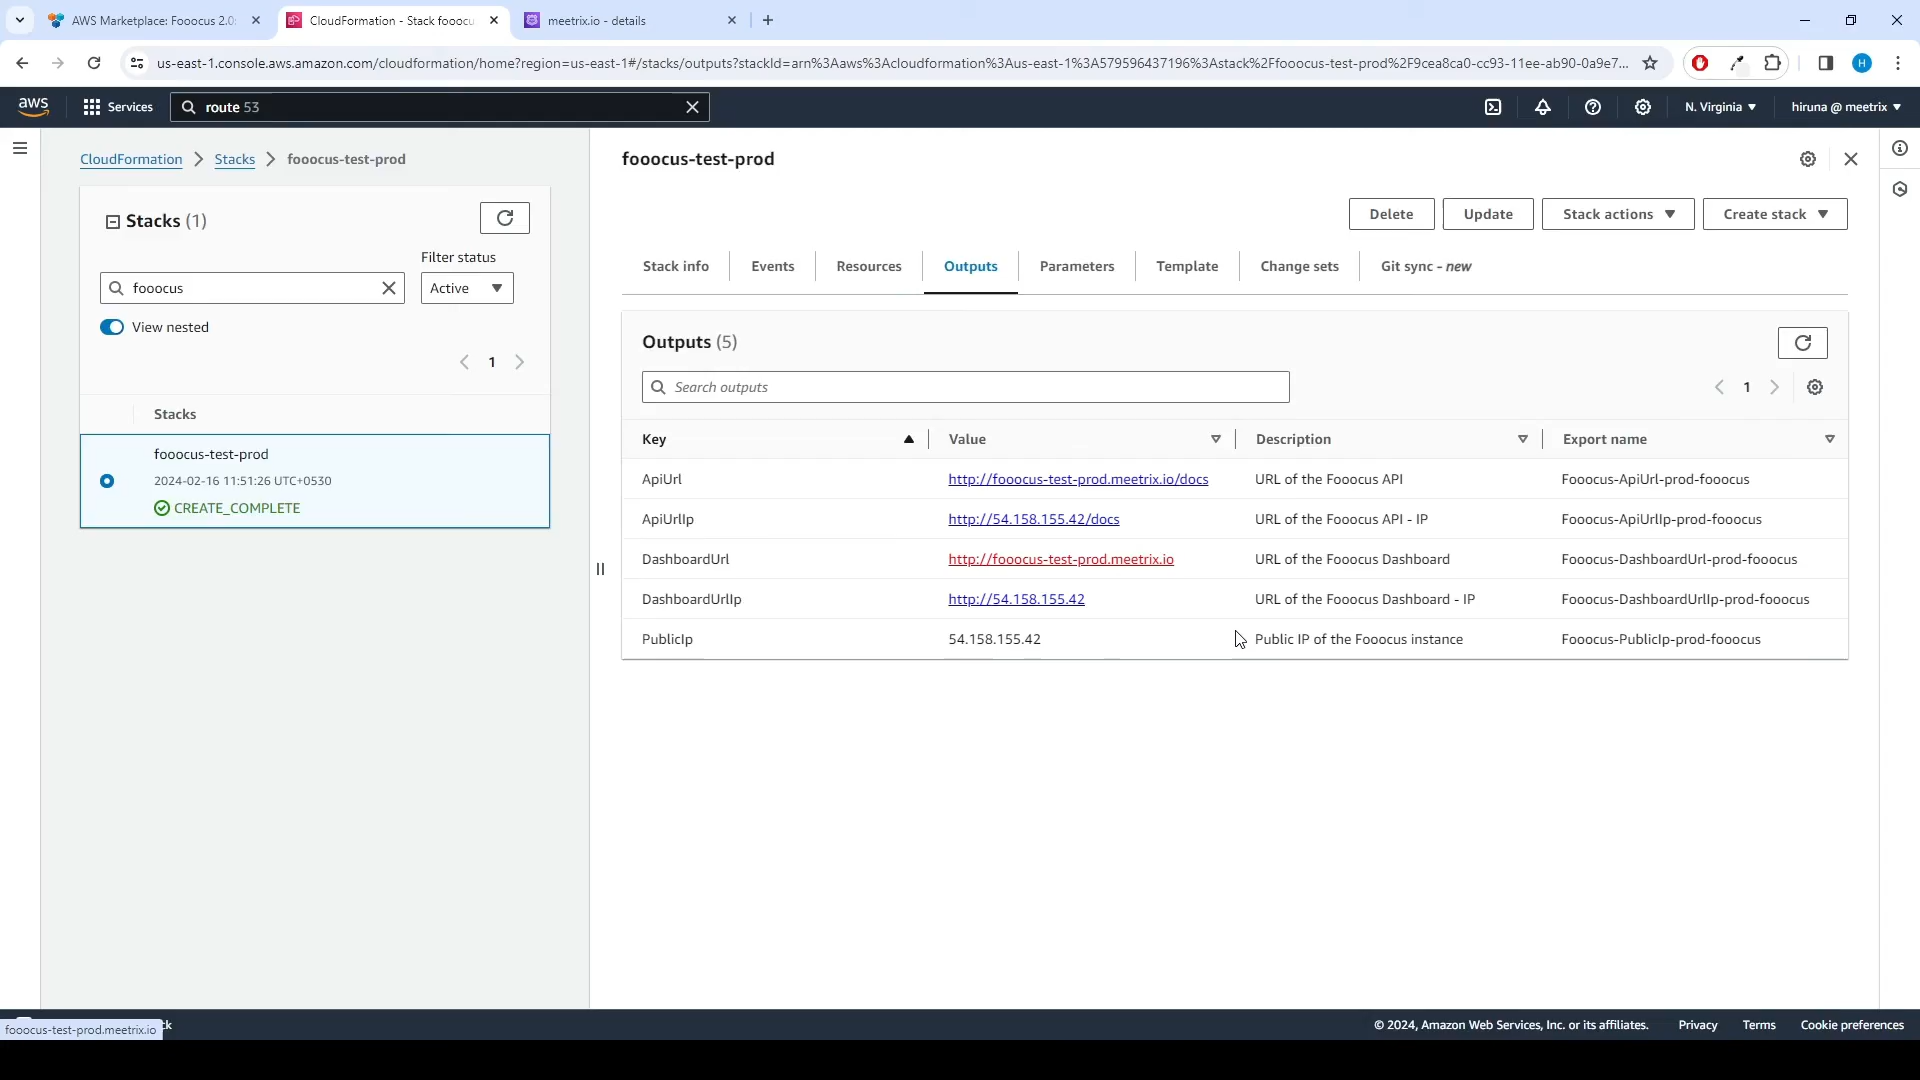 AWS Marketplace: Fooocus 2.0
CloudFormation - Stack fooocu
meetrix.io - details
us-east-1.console.aws.amazon.com/cloudformation/home?region=us-east-1#/stacks/outputs?stackId=arn%3Aaws%3Acloudformation%3Aus-east-1%3A579596437196%3Astack%2Ffooocus-test-prod%2F9cea8ca0-cc93-11ee-ab90-0a9e7...
aws
Services
route 53
N. Virginia
hiruna @ meetrix
CloudFormation
Stacks
fooocus-test-prod
Stacks (1)
Filter status
fooocus
Active
View nested
1
Stacks
fooocus-test-prod
2024-02-16 11:51:26 UTC+0530
CREATE_COMPLETE
fooocus-test-prod
Delete
Update
Stack actions
Create stack
Stack info
Events
Resources
Outputs
Parameters
Template
Change sets
Git sync - new
Outputs (5)
Search outputs
1
Key Value Description Export name
ApiUrl http://fooocus-test-prod.meetrix.io/docs URL of the Fooocus API Fooocus-ApiUrl-prod-fooocus
ApiUrlIp http://54.158.155.42/docs URL of the Fooocus API - IP Fooocus-ApiUrlIp-prod-fooocus
DashboardUrl http://fooocus-test-prod.meetrix.io URL of the Fooocus Dashboard Fooocus-DashboardUrl-prod-fooocus
DashboardUrlIp http://54.158.155.42 URL of the Fooocus Dashboard - IP Fooocus-DashboardUrlIp-prod-fooocus
PublicIp 54.158.155.42 Public IP of the Fooocus instance Fooocus-PublicIp-prod-fooocus
fooocus-test-prod.meetrix.io
© 2024, Amazon Web Services, Inc. or its affiliates.
Privacy
Terms
Cookie preferences